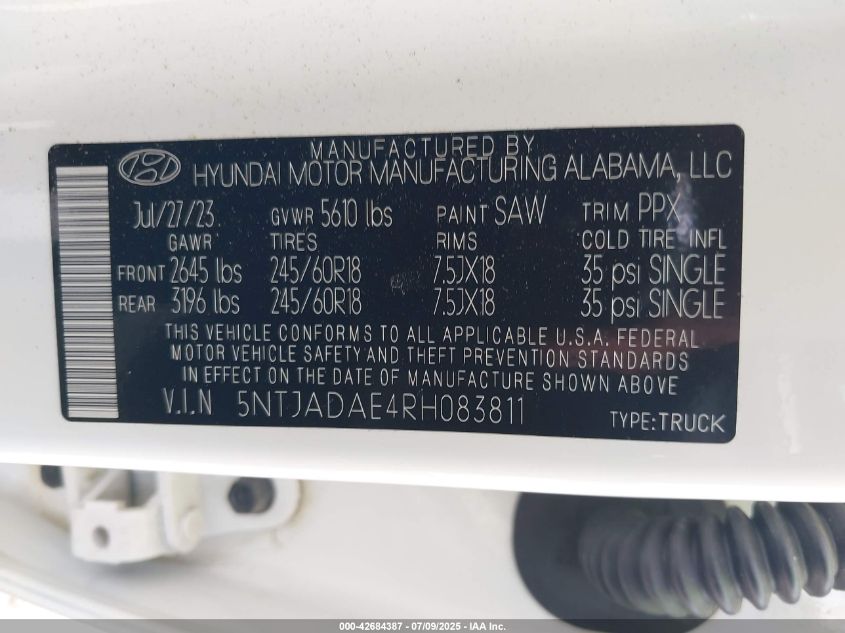 MANUFACTURED BY
HYUNDAI MOTOR MANUFACTURING ALABAMA, LLC
Jul/27/23. GVWR 5610 lbs PAINT SAW TRIM PPX
GAWR TIRES RIMS COLD TIRE INFL
FRONT 2645 lbs 245/60R18 7.5JX18 35 psi SINGLE
REAR 3196 lbs 245/60R18 7.5JX18 35 psi SINGLE
THIS VEHICLE CONFORMS TO ALL APPLICABLE U.S.A. FEDERAL
MOTOR VEHICLE SAFETY AND THEFT PREVENTION STANDARDS
IN EFFECT ON THE DATE OF MANUFACTURE SHOWN ABOVE
V.I.N 5NTJADAE4RH083811 TYPE:TRUCK
000-42684387 - 07/09/2025 - IAA Inc.